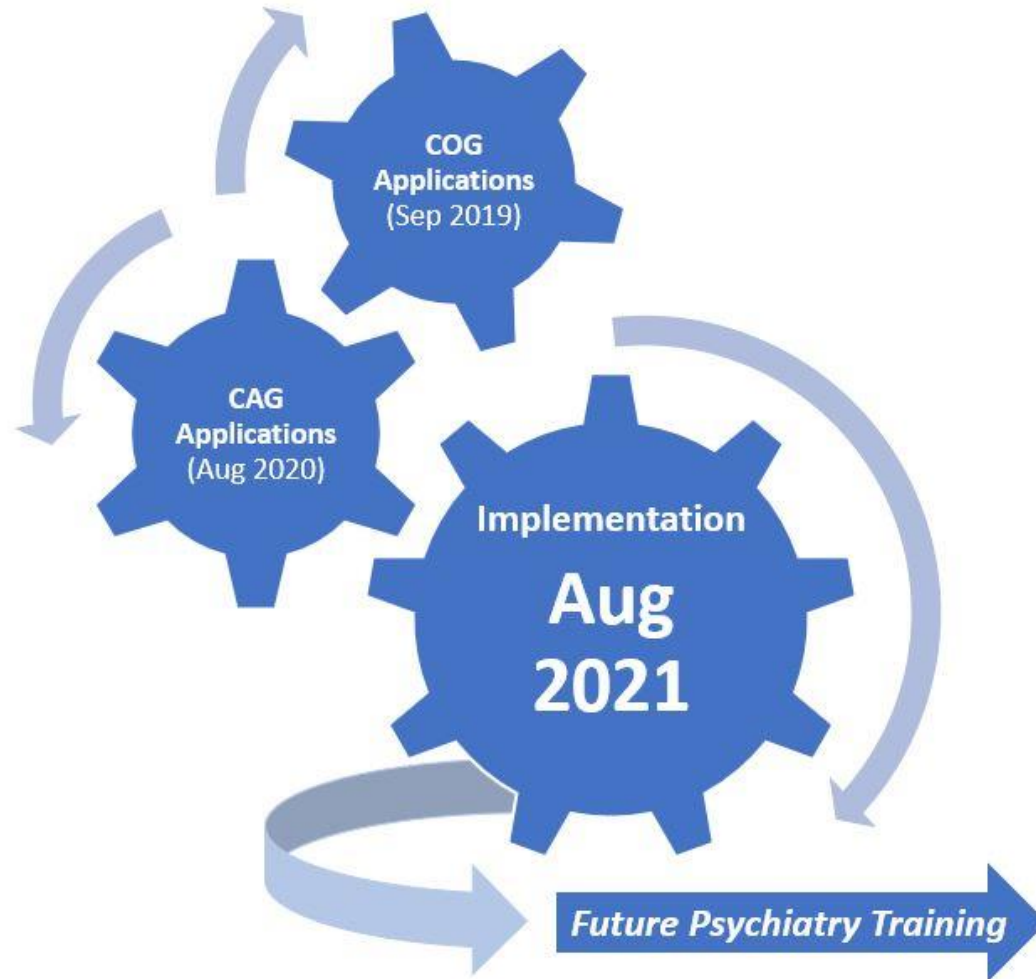 COG
Applications
(Sep 2019)
CAG
Applications
(Aug 2020)
Implementation
Aug
2021
Future Psychiatry Training